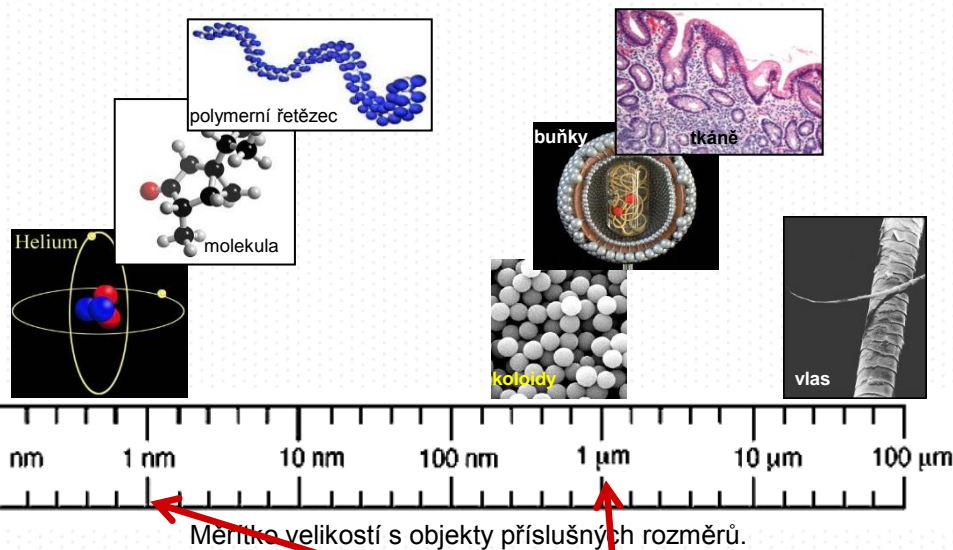 polymerní řetězec
tkáně
buňky
molekula
Helium
koloidy
vlas
nm 1 nm 10 nm 100 nm 1 µm 10 µm 100 µm
Měřítko velikostí s objekty příslušných rozměrů.